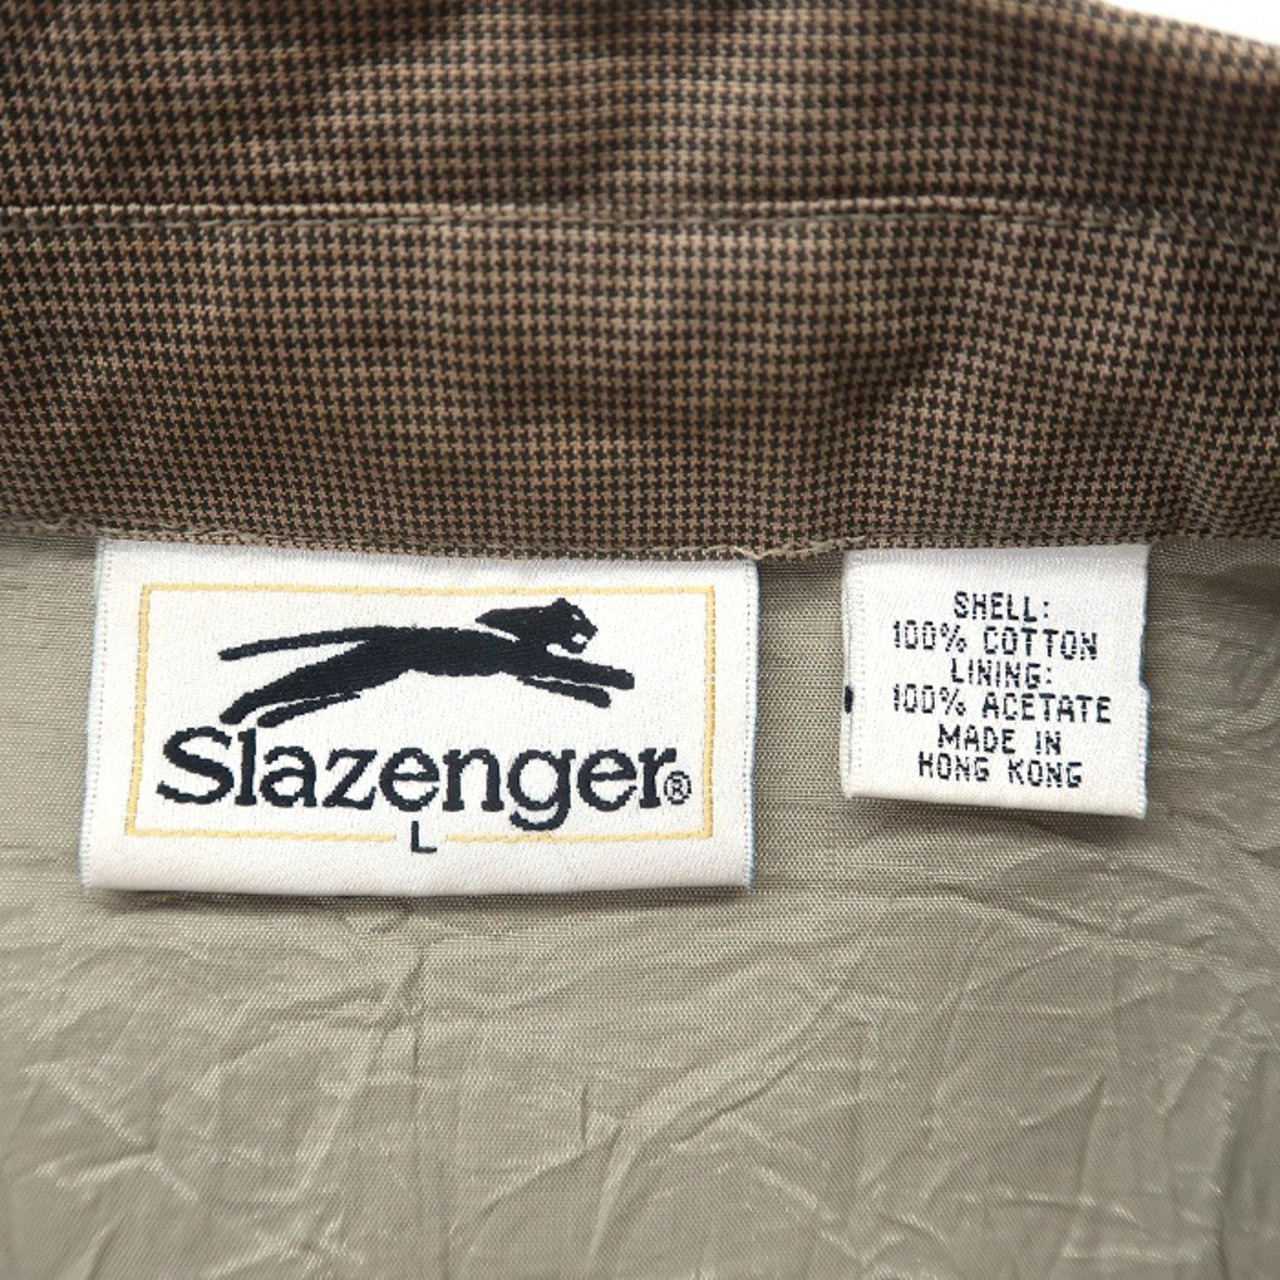 Slazenger®
L
SHELL:
100% COTTON
LINING:
100% ACETATE
MADE IN
HONG KONG